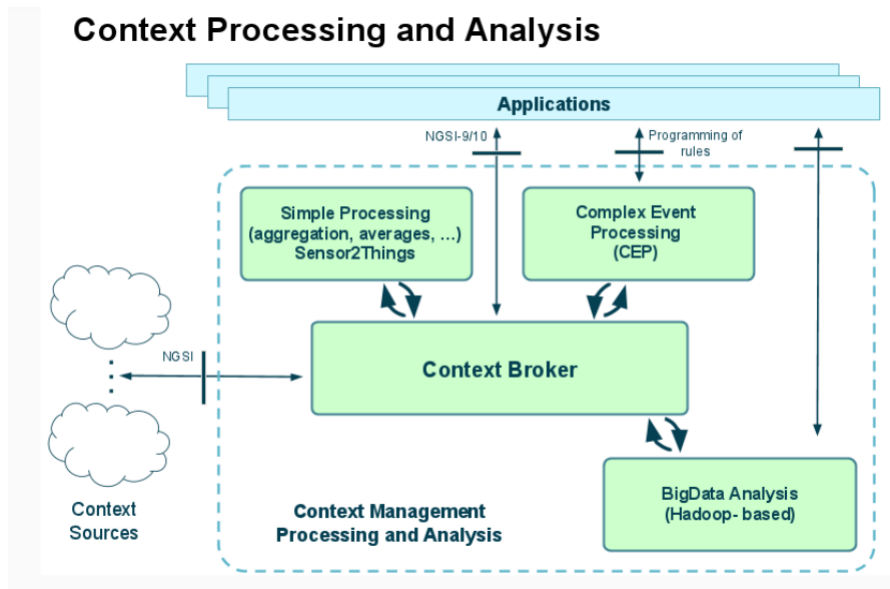 Context Processing and Analysis
Applications
NGSI-9/10
Programming of
rules
Simple Processing
(aggregation, averages, ...)
Sensor2Things
Complex Event
Processing
(CEP)
NGSI
Context Broker
Context
Sources
Context Management
Processing and Analysis
BigData Analysis
(Hadoop- based)